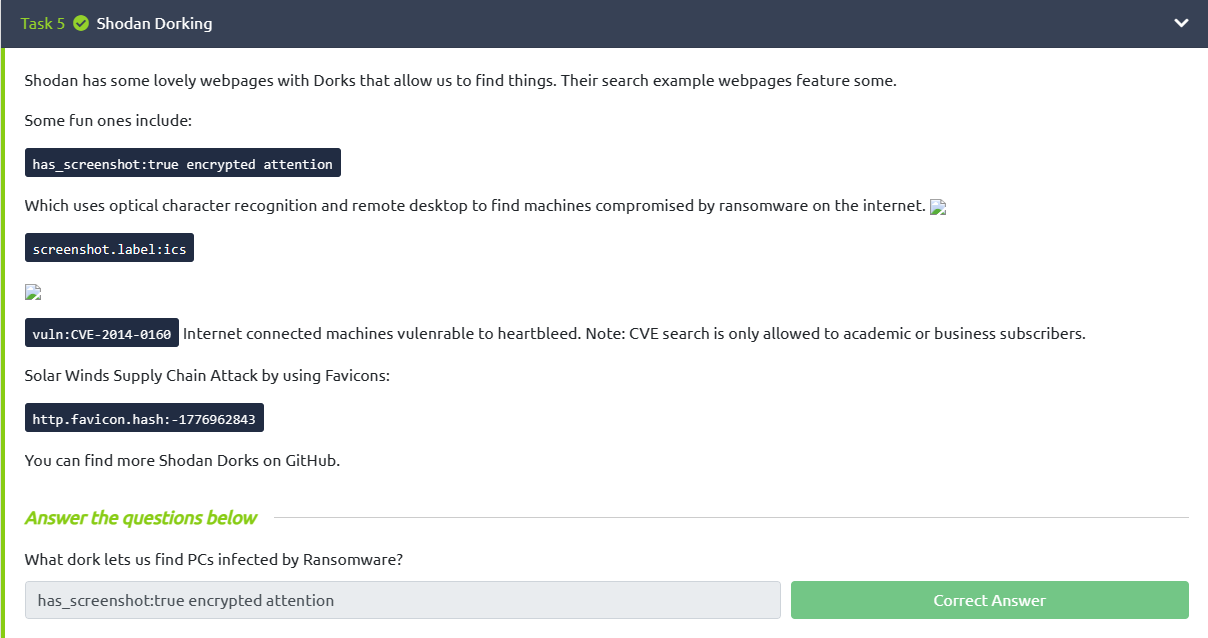 Task 5 Shodan Dorking
Shodan has some lovely webpages with Dorks that allow us to find things. Their search example webpages feature some.
Some fun ones include:
has_screenshot:true encrypted attention
Which uses optical character recognition and remote desktop to find machines compromised by ransomware on the internet.
screenshot.label:ics
vuln:CVE-2014-0160 Internet connected machines vulenrable to heartbleed. Note: CVE search is only allowed to academic or business subscribers.
Solar Winds Supply Chain Attack by using Favicons:
http.favicon.hash:-1776962843
You can find more Shodan Dorks on GitHub.
Answer the questions below
What dork lets us find PCs infected by Ransomware?
has_screenshot:true encrypted attention Correct Answer